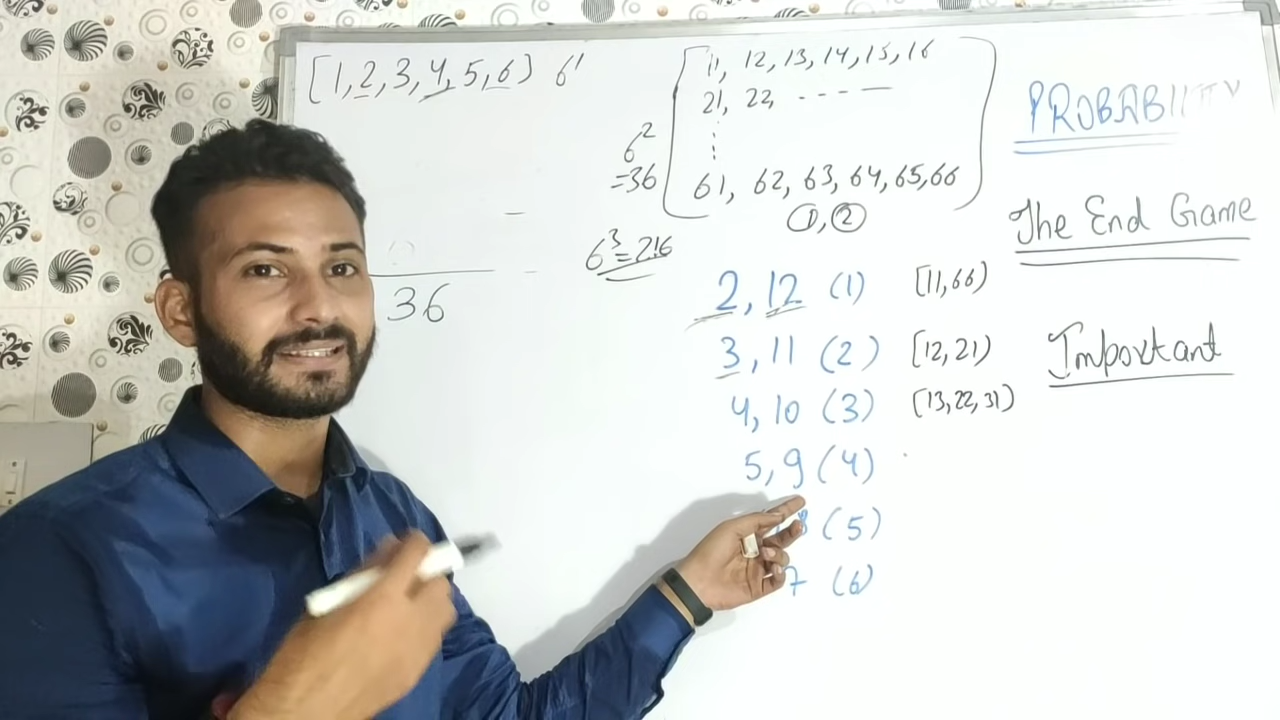 [1,2,3,4,5,6) 6¹
11, 12, 13, 14, 15, 16
21, 22, - - - - —
6²
=36
61, 62, 63, 64, 65, 66
①,②
6³=216
36
2, 12 (1) [11,66)
3, 11 (2) [12,21)
4, 10 (3) [13,22,31)
5, 9 (4)
8 (5)
7 (6)
PROBABILITY
The End Game
Important